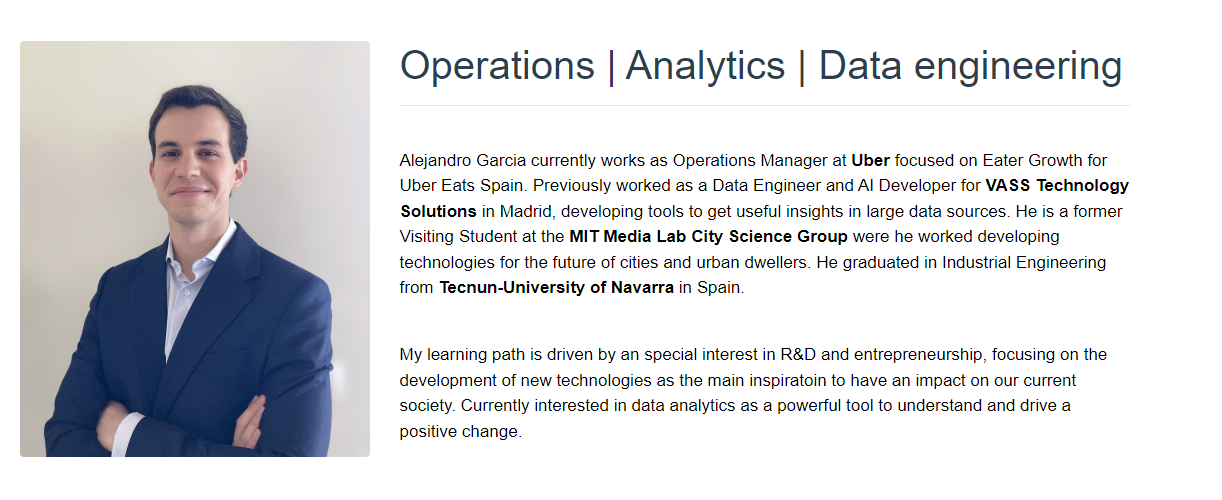 Operations | Analytics | Data engineering
Alejandro Garcia currently works as Operations Manager at Uber focused on Eater Growth for
Uber Eats Spain. Previously worked as a Data Engineer and AI Developer for VASS Technology
Solutions in Madrid, developing tools to get useful insights in large data sources. He is a former
Visiting Student at the MIT Media Lab City Science Group were he worked developing
technologies for the future of cities and urban dwellers. He graduated in Industrial Engineering
from Tecnun-University of Navarra in Spain.
My learning path is driven by an special interest in R&D and entrepreneurship, focusing on the
development of new technologies as the main inspiratoin to have an impact on our current
society. Currently interested in data analytics as a powerful tool to understand and drive a
positive change.